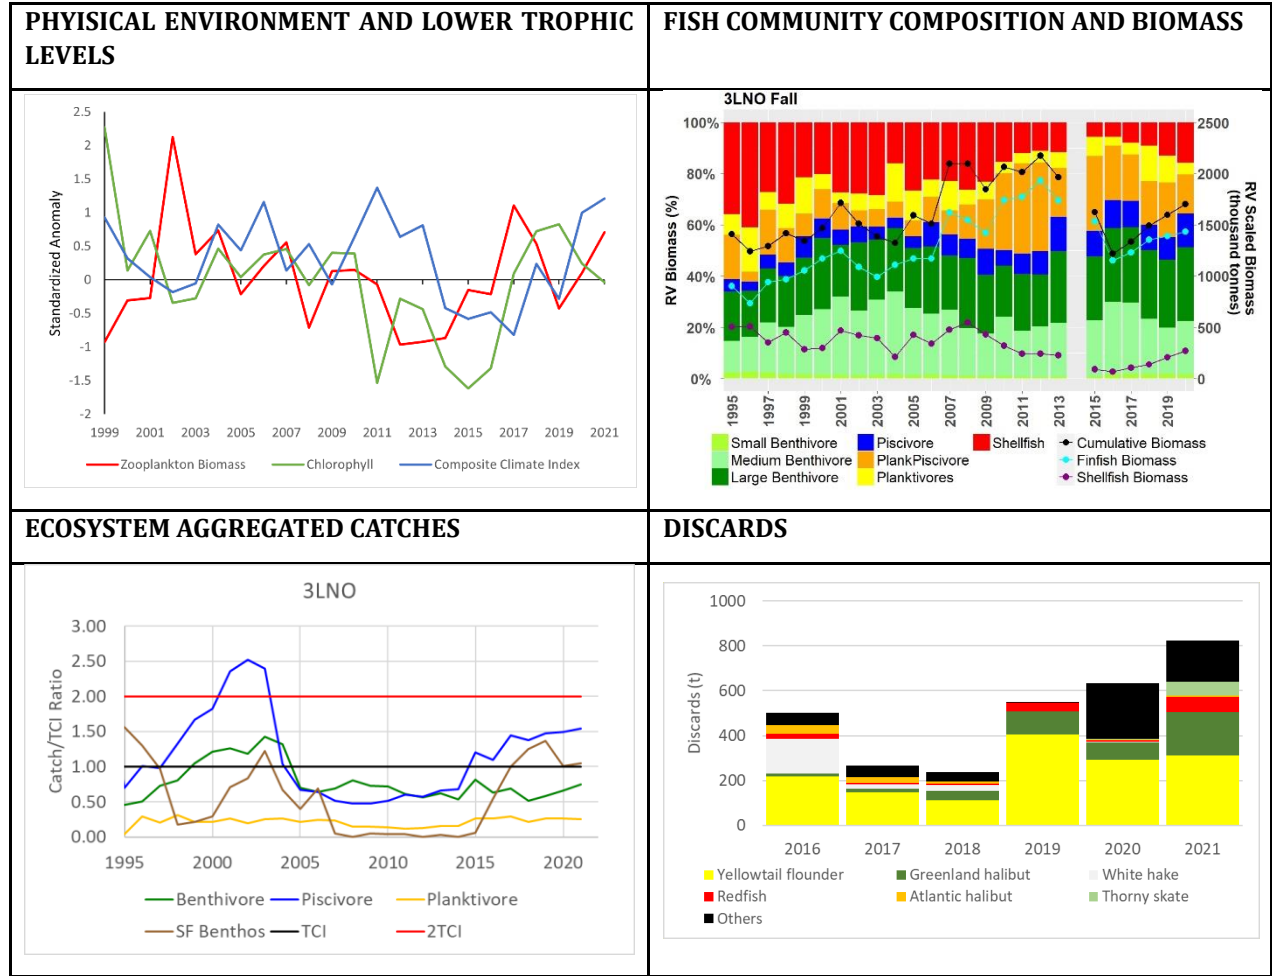 PHYISICAL ENVIRONMENT AND LOWER TROPHIC
LEVELS
FISH COMMUNITY COMPOSITION AND BIOMASS
Standardized Anomaly
2.5
2
1.5
1
0.5
0
-0.5
-1
-1.5
-2
1999 2001 2003 2005 2007 2009 2011 2013 2015 2017 2019 2021
Zooplankton Biomass Chlorophyll Composite Climate Index
3LNO Fall
RV Biomass (%)
100%
80%
60%
40%
20%
0%
2500
2000
1500
1000
500
0
RV Scaled Biomass
(thousand tonnes)
1995 1997 1999 2001 2003 2005 2007 2009 2011 2013 2015 2017 2019
Small Benthivore Piscivore Shellfish Cumulative Biomass
Medium Benthivore PlankPiscivore Finfish Biomass
Large Benthivore Planktivores Shellfish Biomass
ECOSYSTEM AGGREGATED CATCHES
DISCARDS
3LNO
Catch/TCI Ratio
3.00
2.50
2.00
1.50
1.00
0.50
0.00
1995 2000 2005 2010 2015 2020
Benthivore Piscivore Planktivore
SF Benthos TCI 2TCI
Discards (t)
1000
800
600
400
200
0
2016 2017 2018 2019 2020 2021
Yellowtail flounder Greenland halibut White hake
Redfish Atlantic halibut Thorny skate
Others